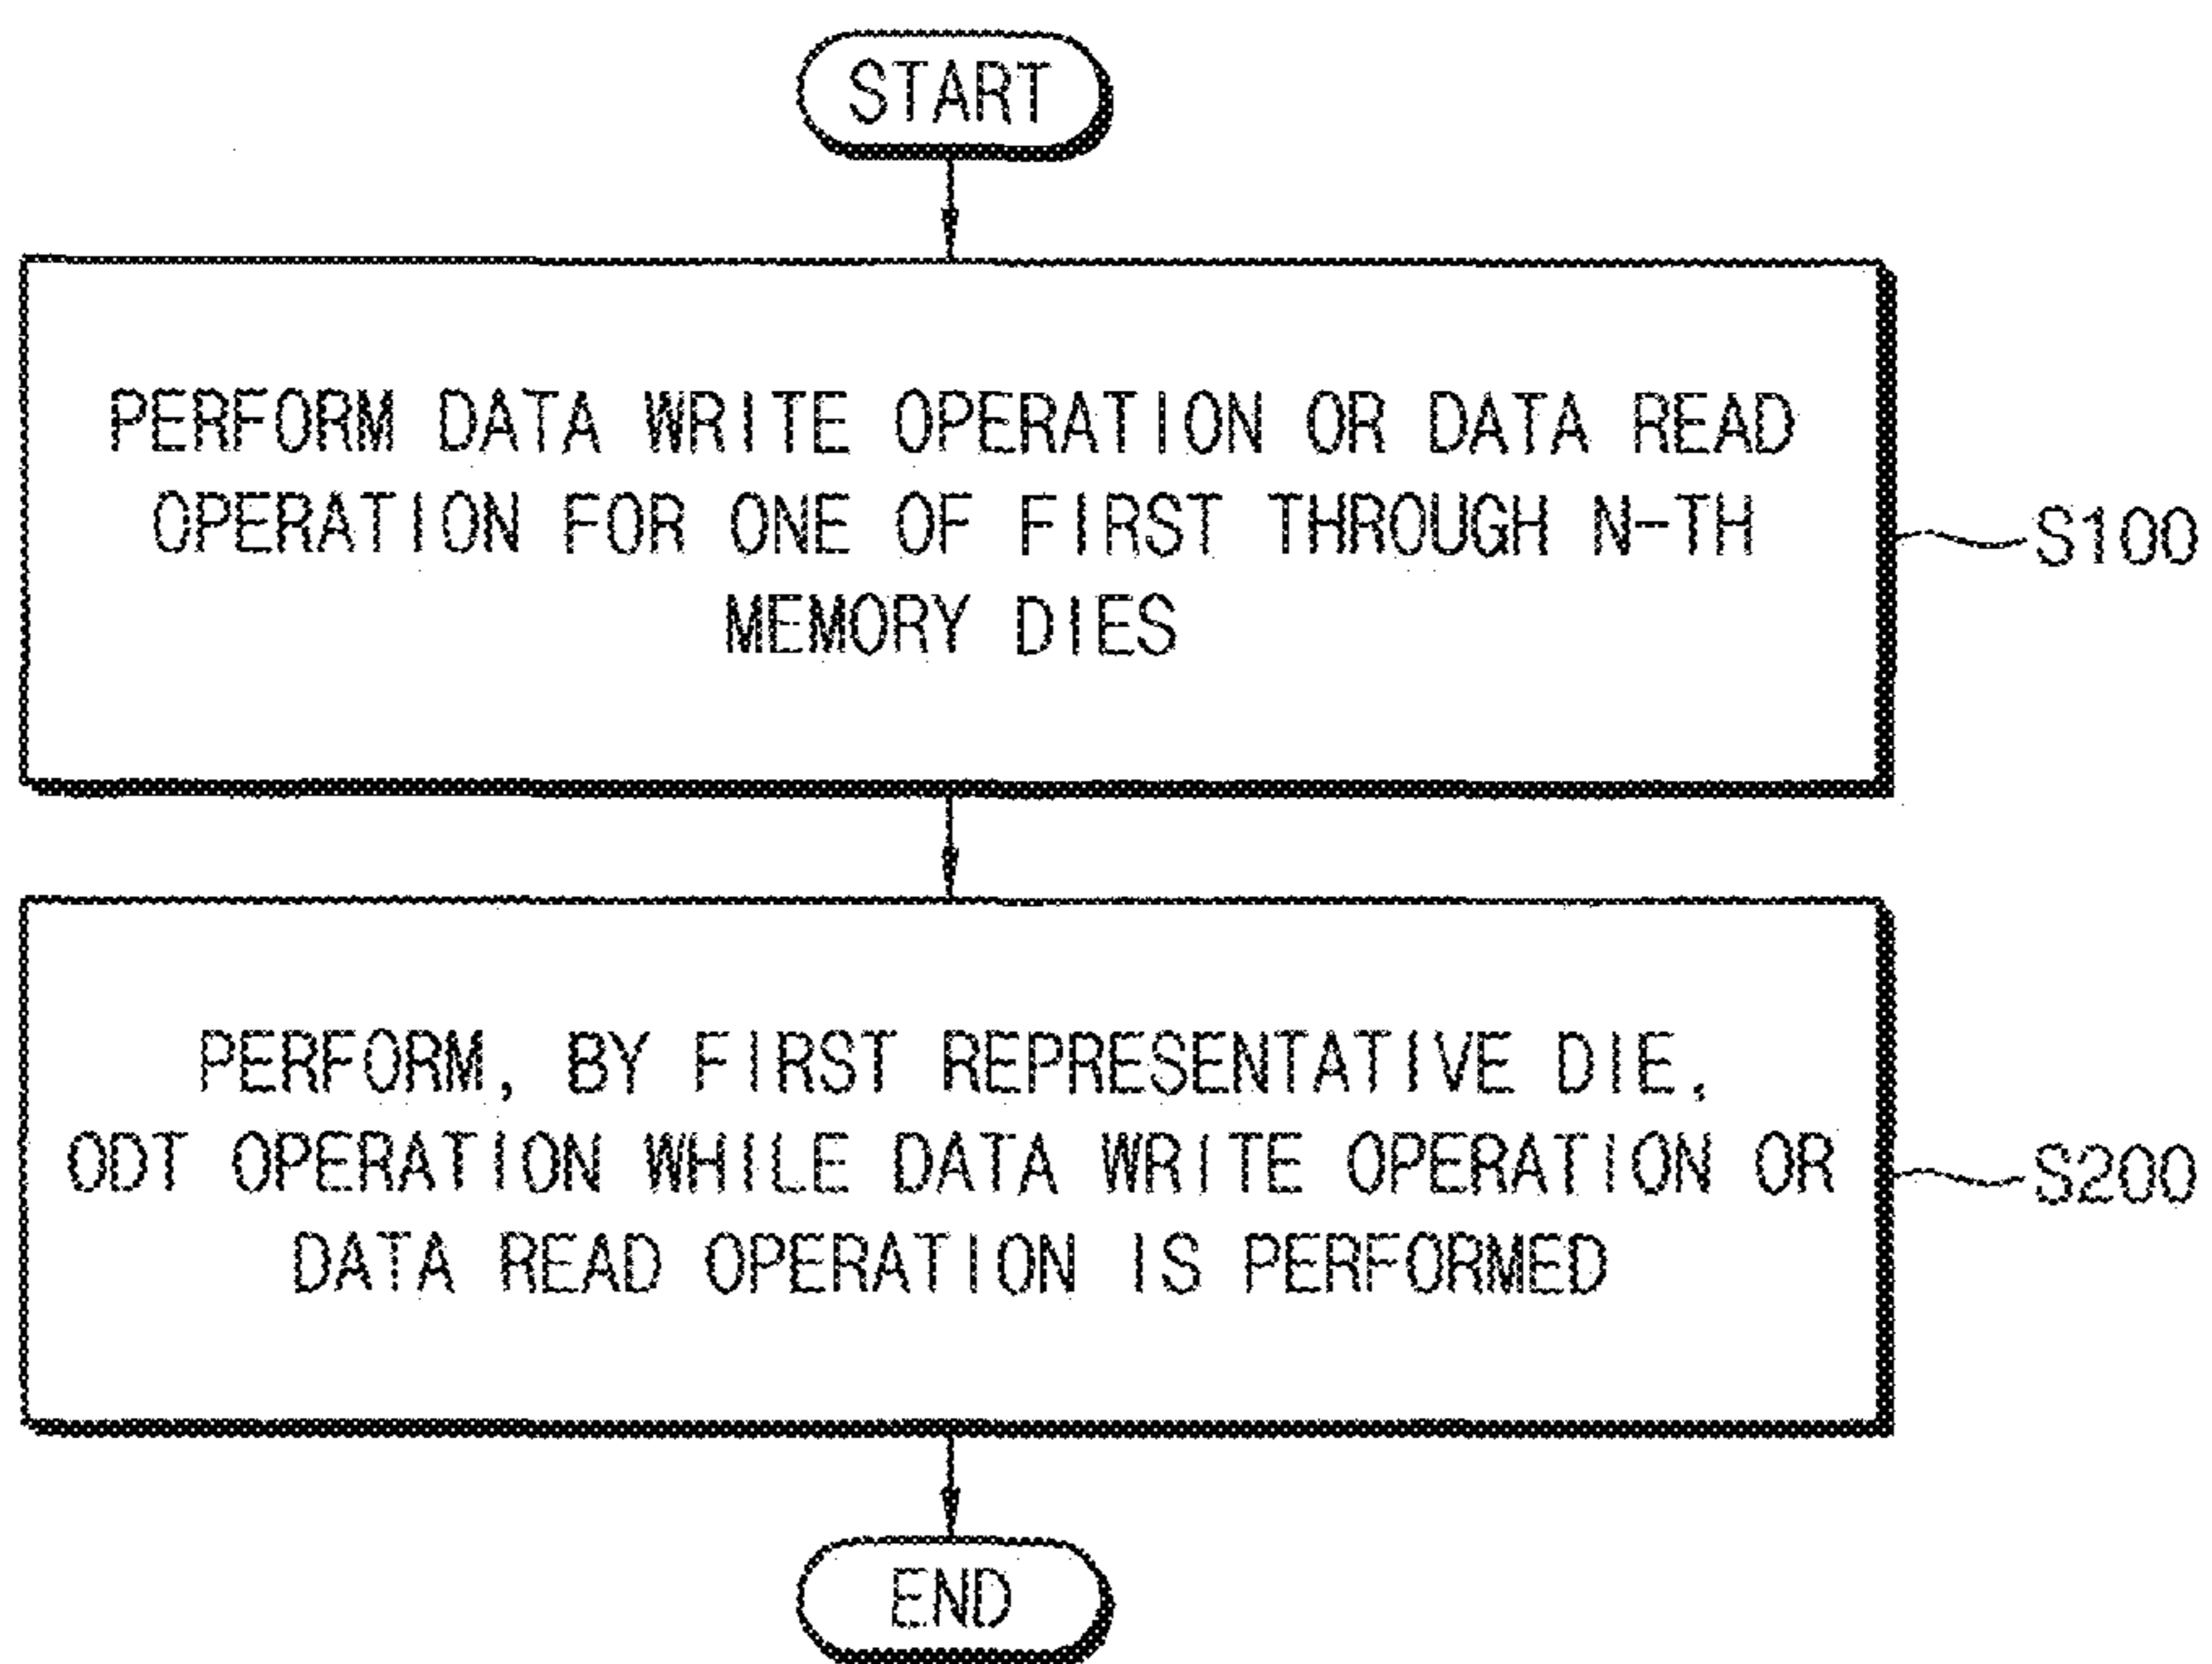 START
PERFORM DATA WRITE OPERATION OR DATA READ
OPERATION FOR ONE OF FIRST THROUGH N-TH
MEMORY DIES
S100
PERFORM, BY FIRST REPRESENTATIVE DIE,
ODT OPERATION WHILE DATA WRITE OPERATION OR
DATA READ OPERATION IS PERFORMED
S200
END